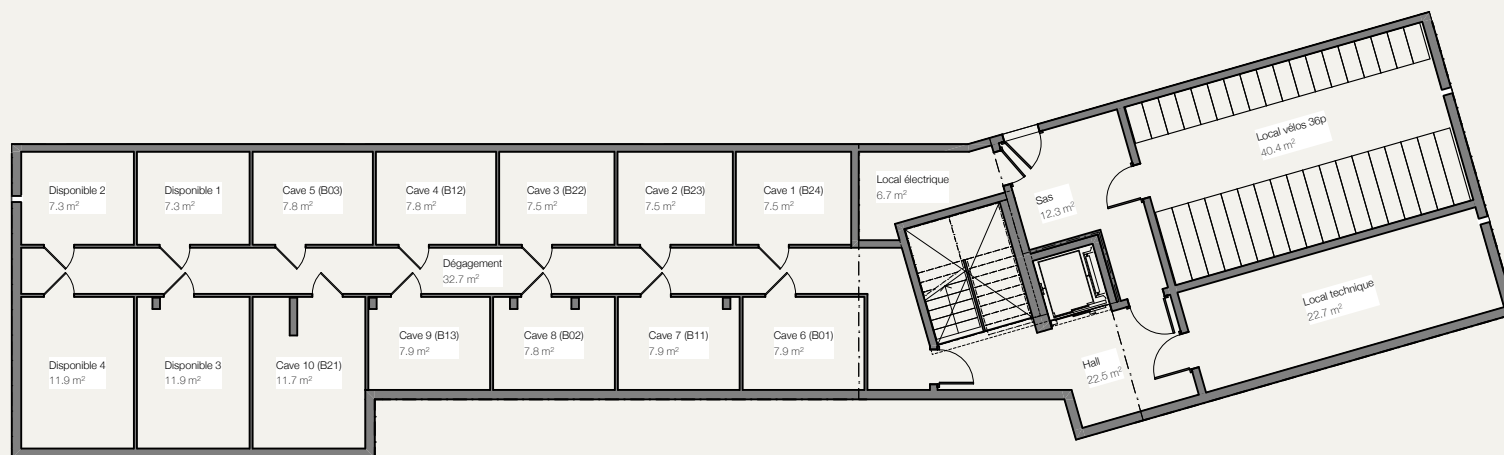 Disponible 2
7.3 m²
Disponible 1
7.3 m²
Cave 5 (B03)
7.8 m²
Cave 4 (B12)
7.8 m²
Cave 3 (B22)
7.5 m²
Cave 2 (B23)
7.5 m²
Cave 1 (B24)
7.5 m²
Local électrique
6.7 m²
Sas
12.3 m²
Local vélos 36p
40.4 m²
Dégagement
32.7 m²
Local technique
22.7 m²
Disponible 4
11.9 m²
Disponible 3
11.9 m²
Cave 10 (B21)
11.7 m²
Cave 9 (B13)
7.9 m²
Cave 8 (B02)
7.8 m²
Cave 7 (B11)
7.9 m²
Cave 6 (B01)
7.9 m²
Hall
22.5 m²